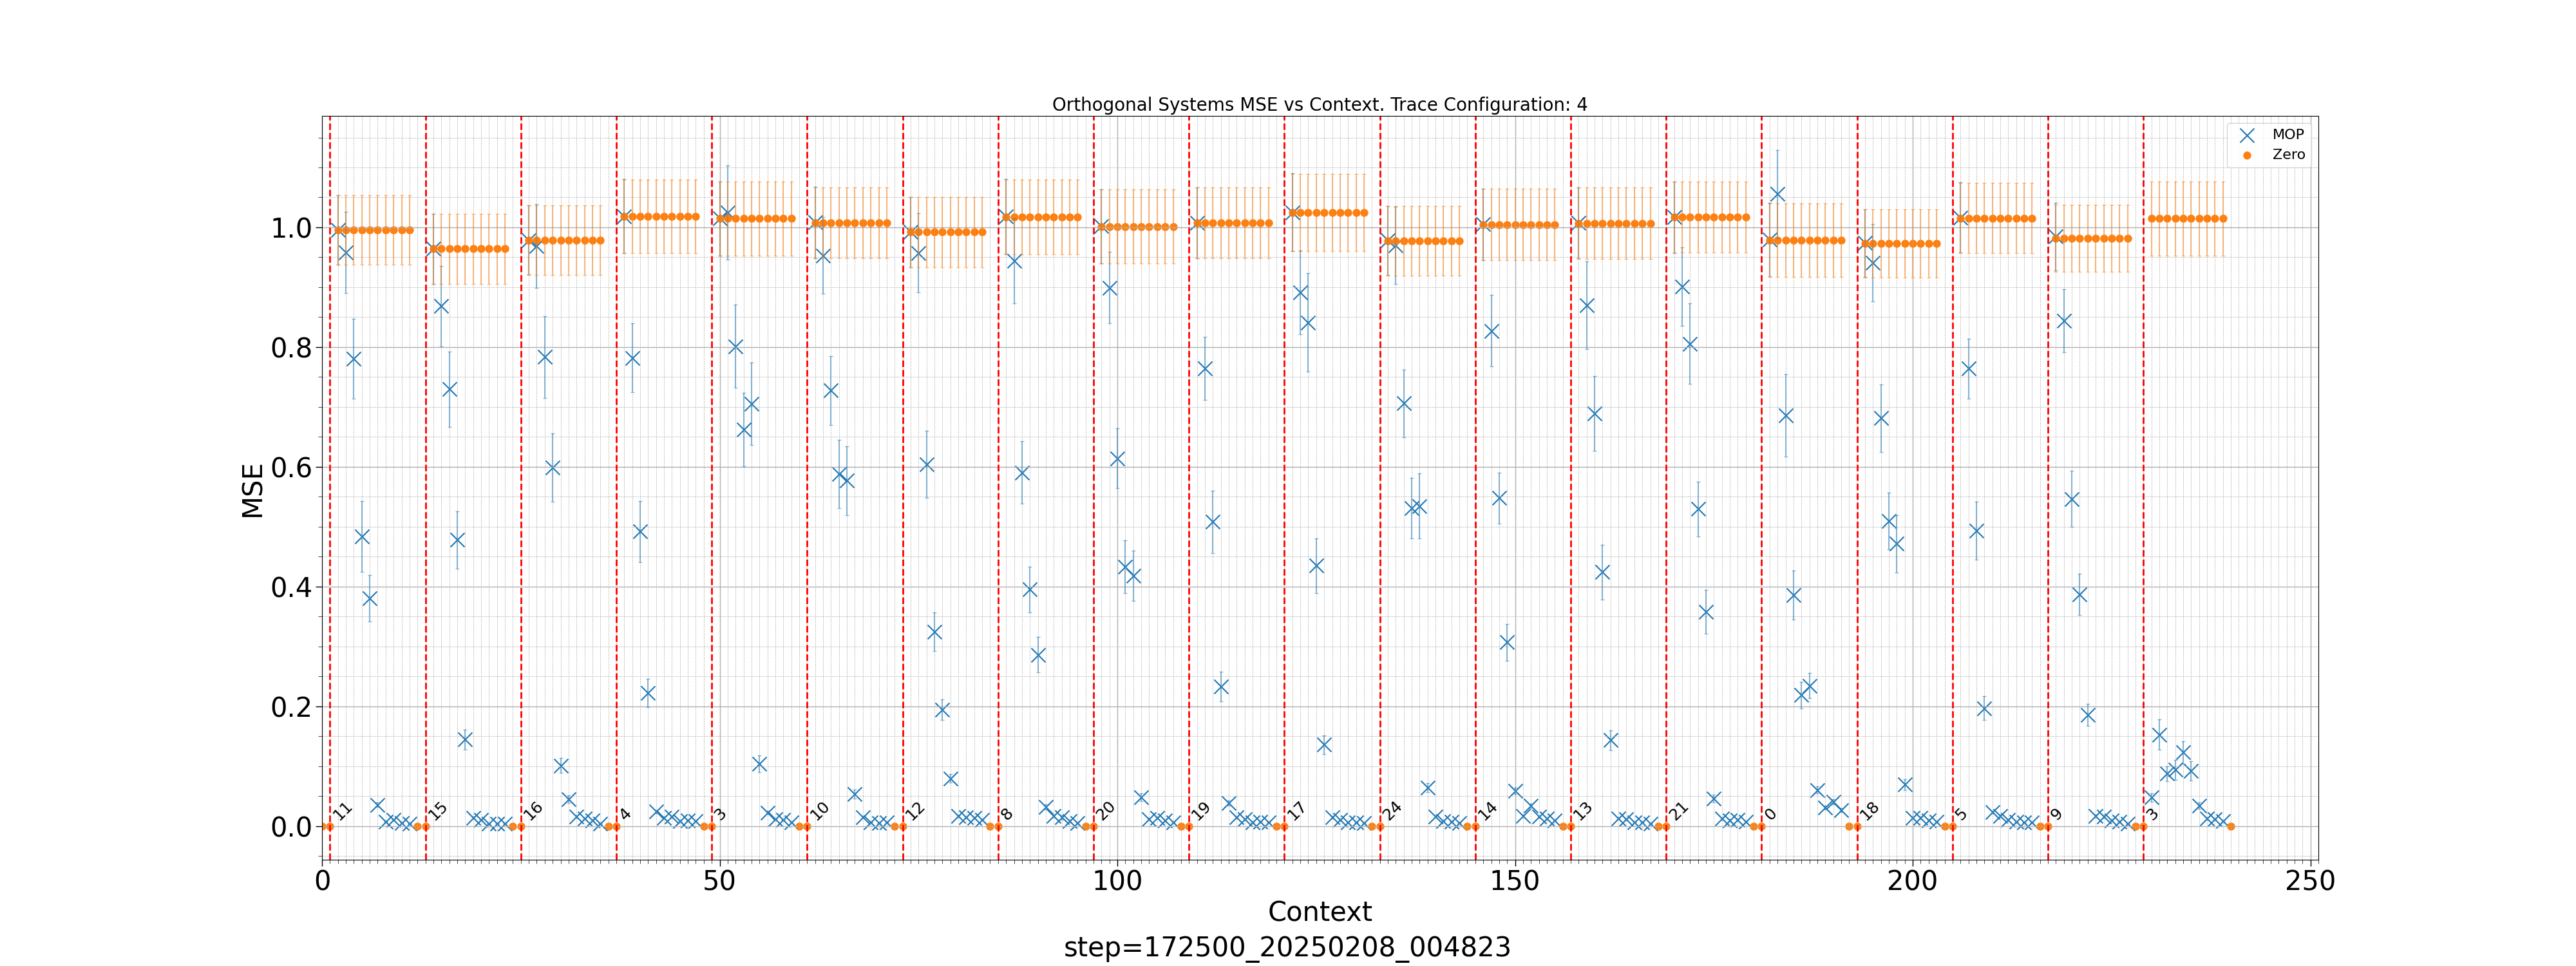 Orthogonal Systems MSE vs Context. Trace Configuration: 4
MOP
Zero
MSE
1.0
0.8
0.6
0.4
0.2
0.0
11 15 16 4 3 10 12 8 20 19 17 24 14 13 21 0 18 5 9 3
0 50 100 150 200 250
Context
step=172500_20250208_004823